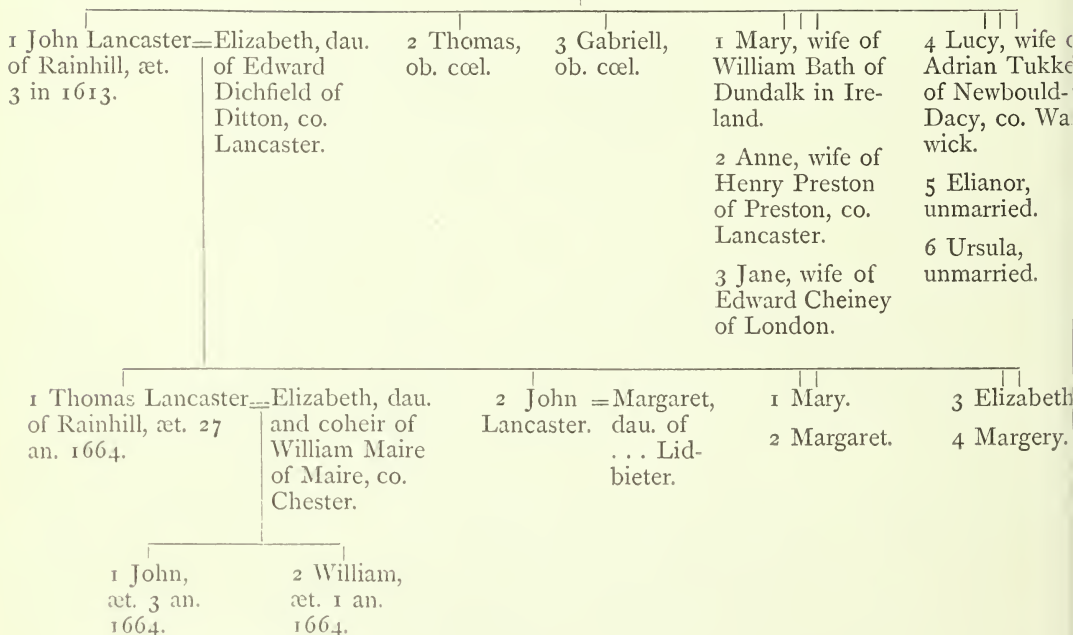 1 John Lancaster=Elizabeth, dau.
of Rainhill, æt.
3 in 1613.
of Edward
Dichfield of
Ditton, co.
Lancaster.
2 Thomas,
ob. cœl.
3 Gabriell,
ob. cœl.
1 Mary, wife of
William Bath of
Dundalk in Ire-
land.
2 Anne, wife of
Henry Preston
of Preston, co.
Lancaster.
3 Jane, wife of
Edward Cheiney
of London.
4 Lucy, wife
Adrian Tukke
of Newbould-
Dacy, co. Wa
wick.
5 Elianor,
unmarried.
6 Ursula,
unmarried.
1 Thomas Lancaster=Elizabeth, dau.
of Rainhill, æt. 27
an. 1664.
and coheir of
William Maire
of Maire, co.
Chester.
2 John =Margaret,
Lancaster.
dau. of
. . . Lid-
bieter.
1 Mary.
2 Margaret.
3 Elizabeth
4 Margery.
1 John,
æt. 3 an.
1664.
2 William,
æt. 1 an.
1664.